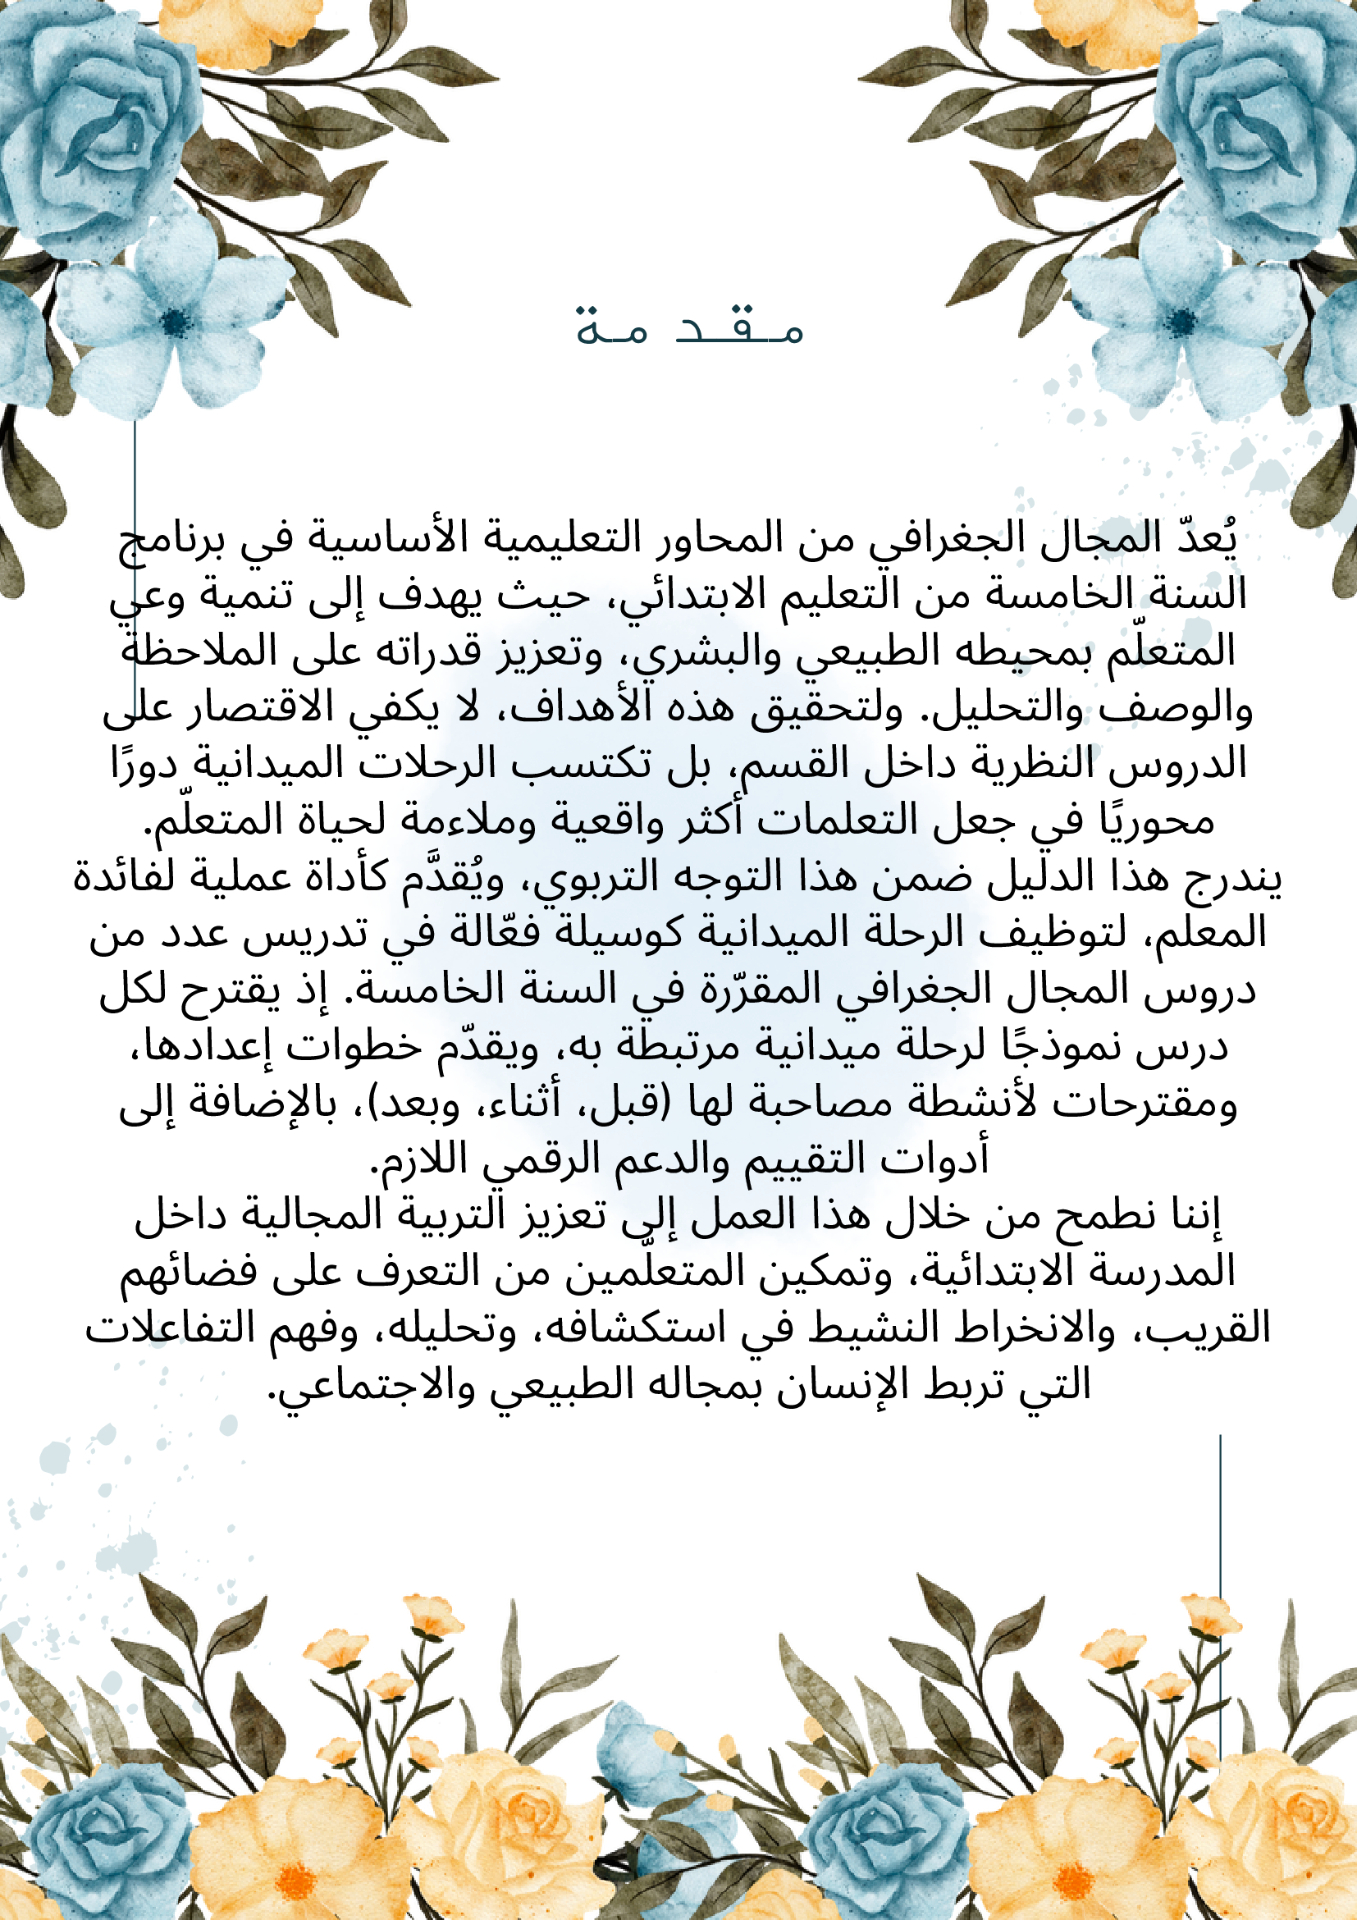 مقدمة
يُعدّ المجال الجغرافي من المحاور التعليمية الأساسية في برنامج
السنة الخامسة من التعليم الابتدائي، حيث يهدف إلى تنمية وعي
المتعلّم بمحيطه الطبيعي والبشري، وتعزيز قدراته على الملاحظة
والوصف والتحليل. ولتحقيق هذه الأهداف، لا يكفي الاقتصار على
الدروس النظرية داخل القسم، بل تكتسب الرحلات الميدانية دورًا
محوريًا في جعل التعلمات أكثر واقعية وملاءمة لحياة المتعلّم.
يندرج هذا الدليل ضمن هذا التوجه التربوي، ويُقدَّم كأداة عملية لفائدة
المعلم، لتوظيف الرحلة الميدانية كوسيلة فعّالة في تدريس عدد من
دروس المجال الجغرافي المقرّرة في السنة الخامسة. إذ يقترح لكل
درس نموذجًا لرحلة ميدانية مرتبطة به، ويقدّم خطوات إعدادها،
ومقترحات لأنشطة مصاحبة لها (قبل، أثناء، وبعد)، بالإضافة إلى
أدوات التقييم والدعم الرقمي اللازم.
إننا نطمح من خلال هذا العمل إلى تعزيز التربية المجالية داخل
المدرسة الابتدائية، وتمكين المتعلّمين من التعرف على فضائهم
القريب، والانخراط النشيط في استكشافه، وتحليله، وفهم التفاعلات
التي تربط الإنسان بمجاله الطبيعي والاجتماعي.